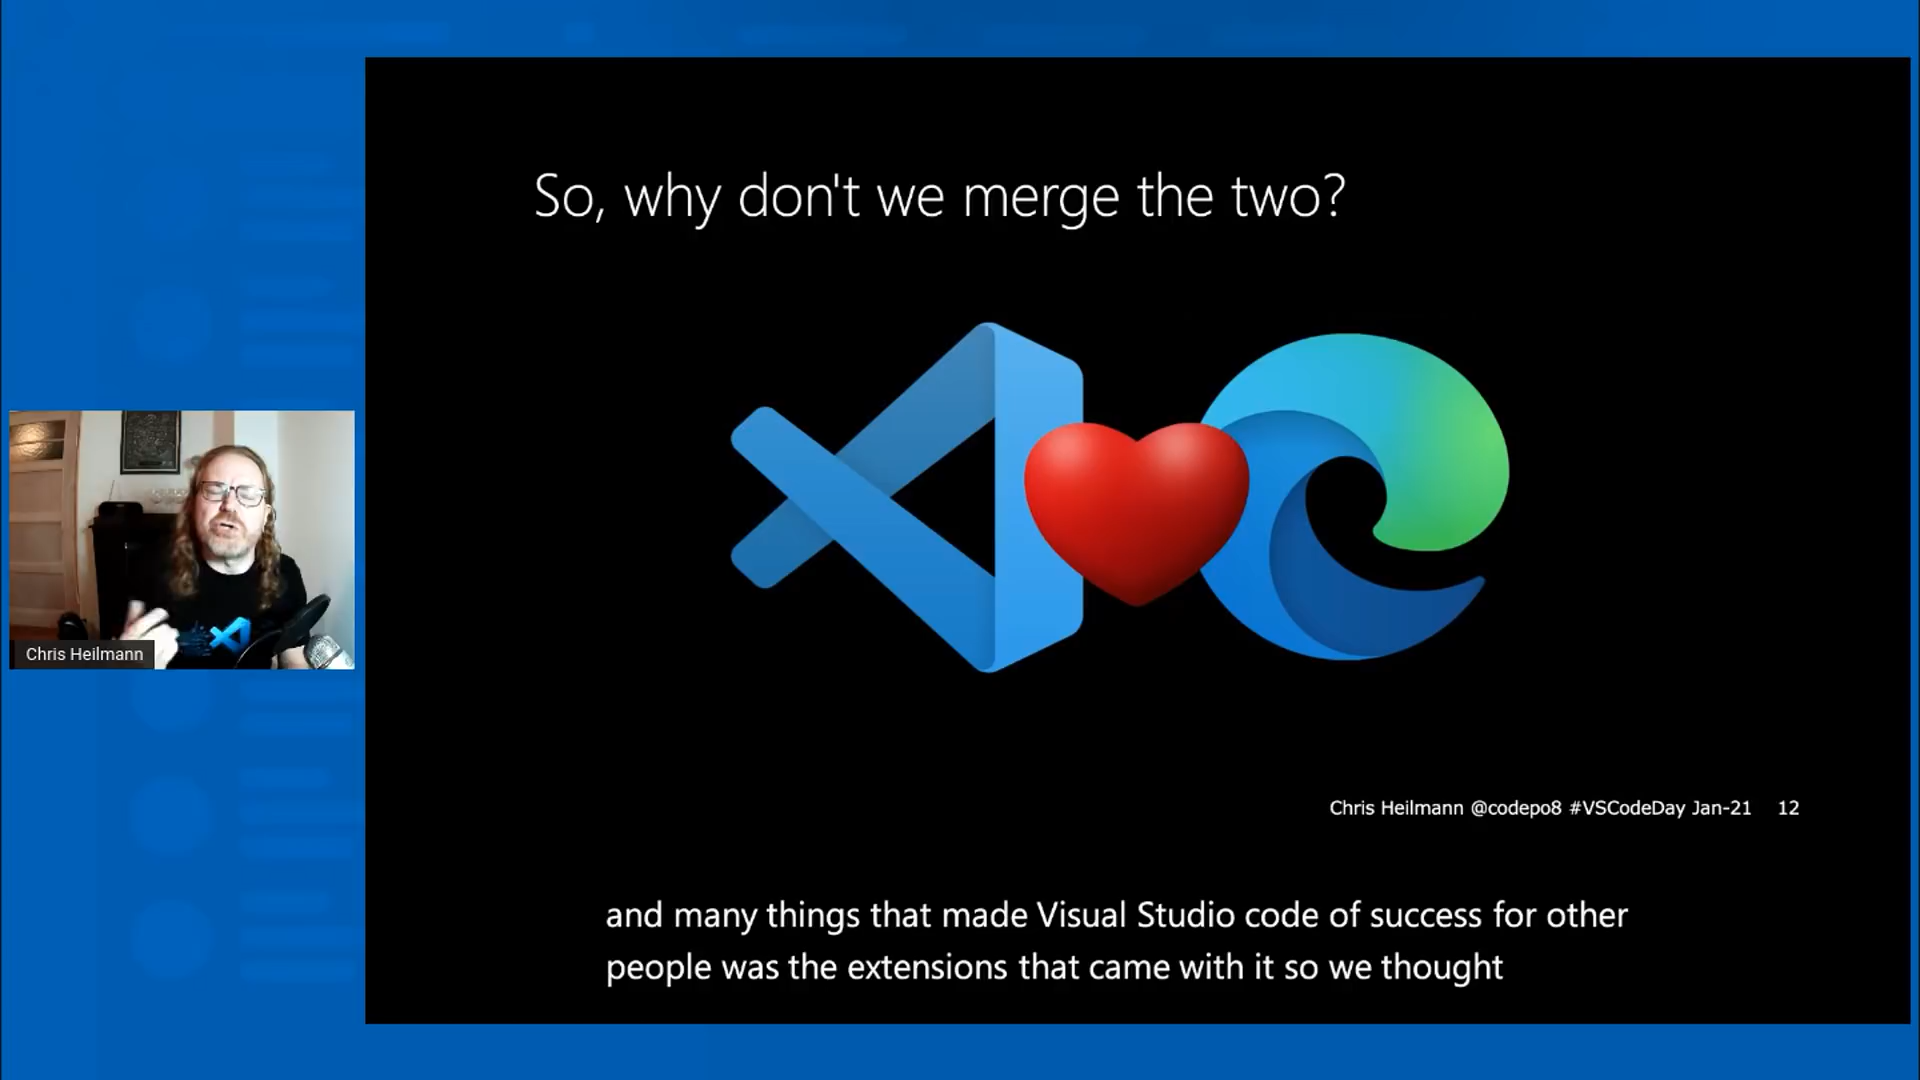 So, why don't we merge the two?
Chris Heilmann
Chris Heilmann @codepo8 #VSCodeDay Jan-21 12
and many things that made Visual Studio code of success for other
people was the extensions that came with it so we thought